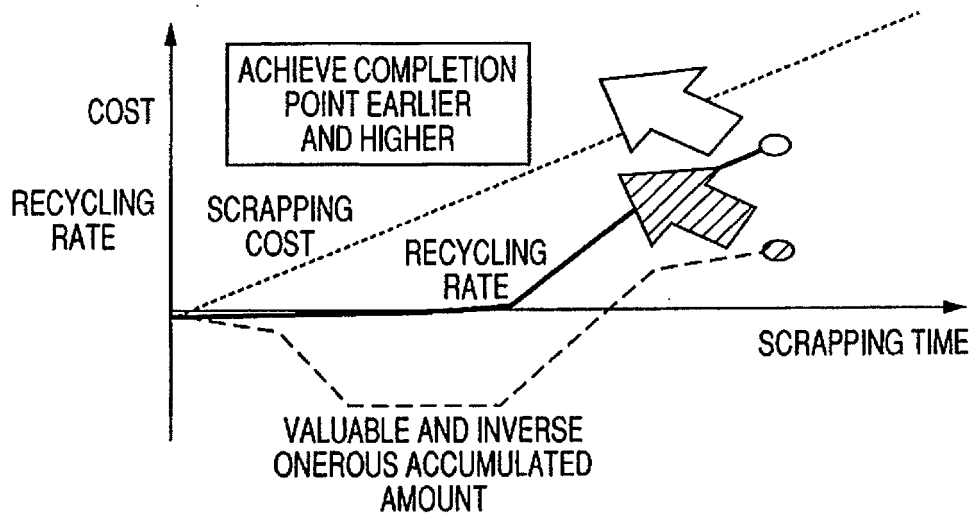 ACHIEVE COMPLETION
POINT EARLIER
AND HIGHER
COST
RECYCLING
RATE
SCRAPPING
COST
RECYCLING
RATE
SCRAPPING TIME
VALUABLE AND INVERSE
ONEROUS ACCUMULATED
AMOUNT